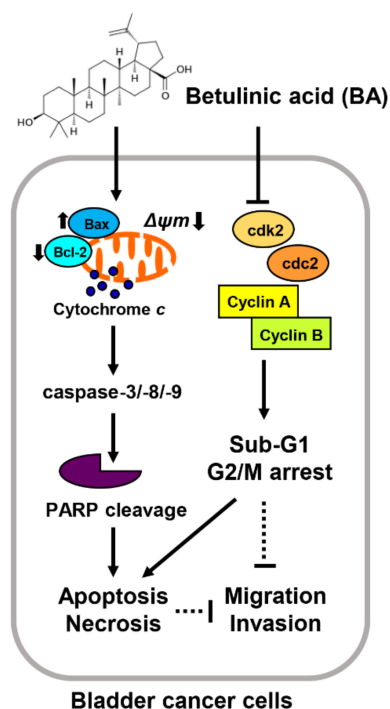 H
H
H
H
HO
OH
O
Betulinic acid (BA)
Bax
Bcl-2
Δψm
cdk2
cdc2
Cytochrome c
Cyclin A
Cyclin B
caspase-3/-8/-9
Sub-G1
G2/M arrest
PARP cleavage
Apoptosis
Necrosis
Migration
Invasion
Bladder cancer cells